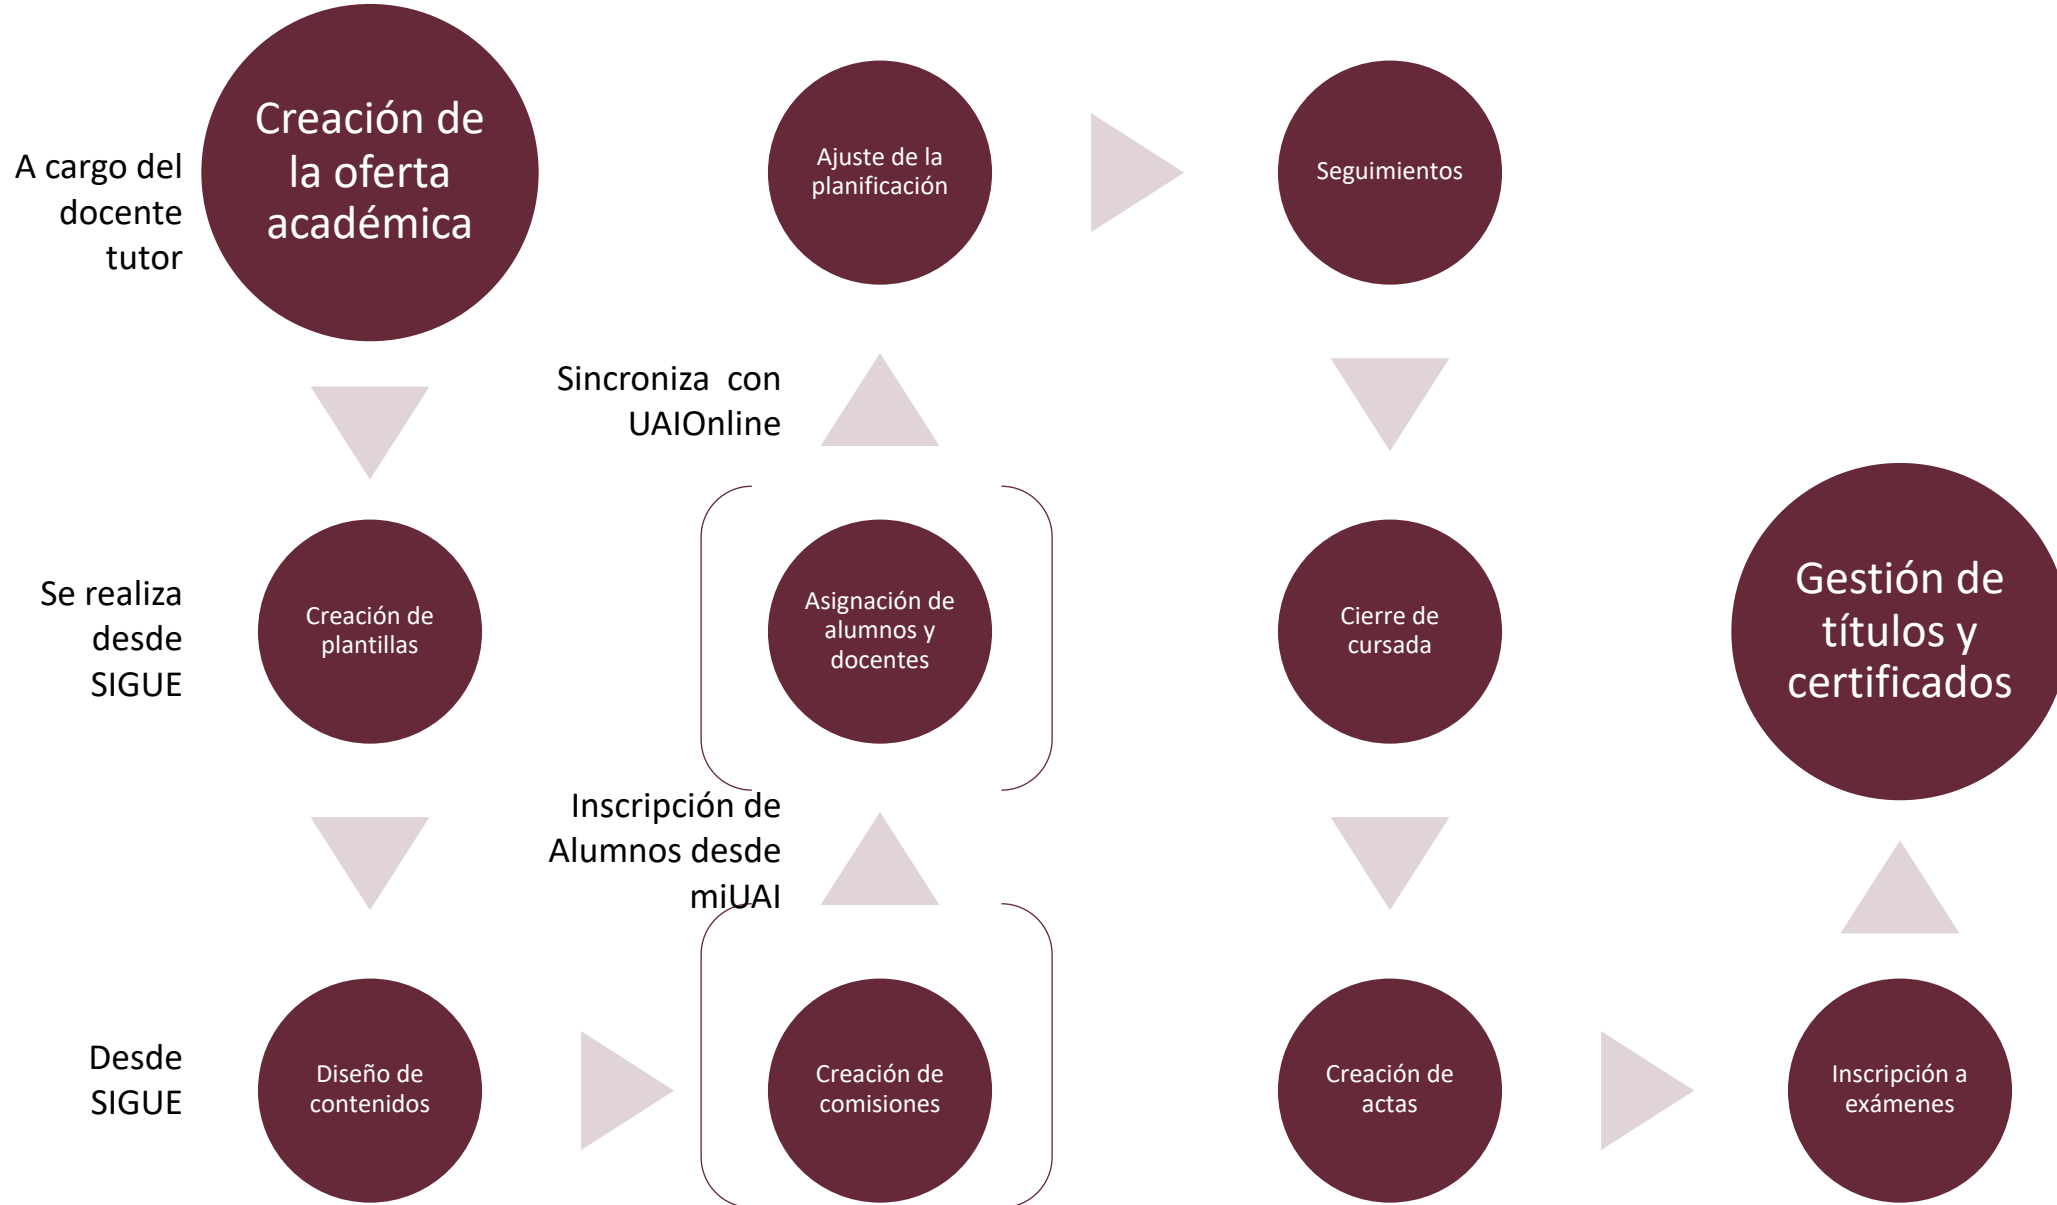 A cargo del
docente
tutor
Creación de
la oferta
académica
Se realiza
desde
SIGUE
Creación de
plantillas
Desde
SIGUE
Diseño de
contenidos
Creación de
comisiones
Inscripción de
Alumnos desde
miUAI
Asignación de
alumnos y
docentes
Sincroniza con
UAIOnline
Ajuste de la
planificación
Seguimientos
Cierre de
cursada
Creación de
actas
Inscripción a
exámenes
Gestión de
títulos y
certificados